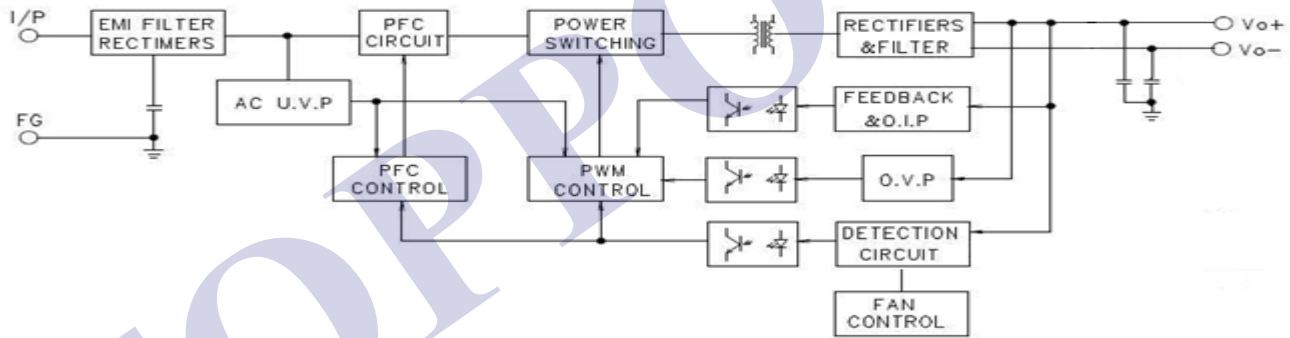 I/P
EMI FILTER
RECTIMERS
PFC
CIRCUIT
POWER
SWITCHING
RECTIFIERS
&FILTER
Vo+
Vo-
AC U.V.P
FEEDBACK
&O.I.P
FG
PFC
CONTROL
PWM
CONTROL
O.V.P
DETECTION
CIRCUIT
FAN
CONTROL
TOPPO